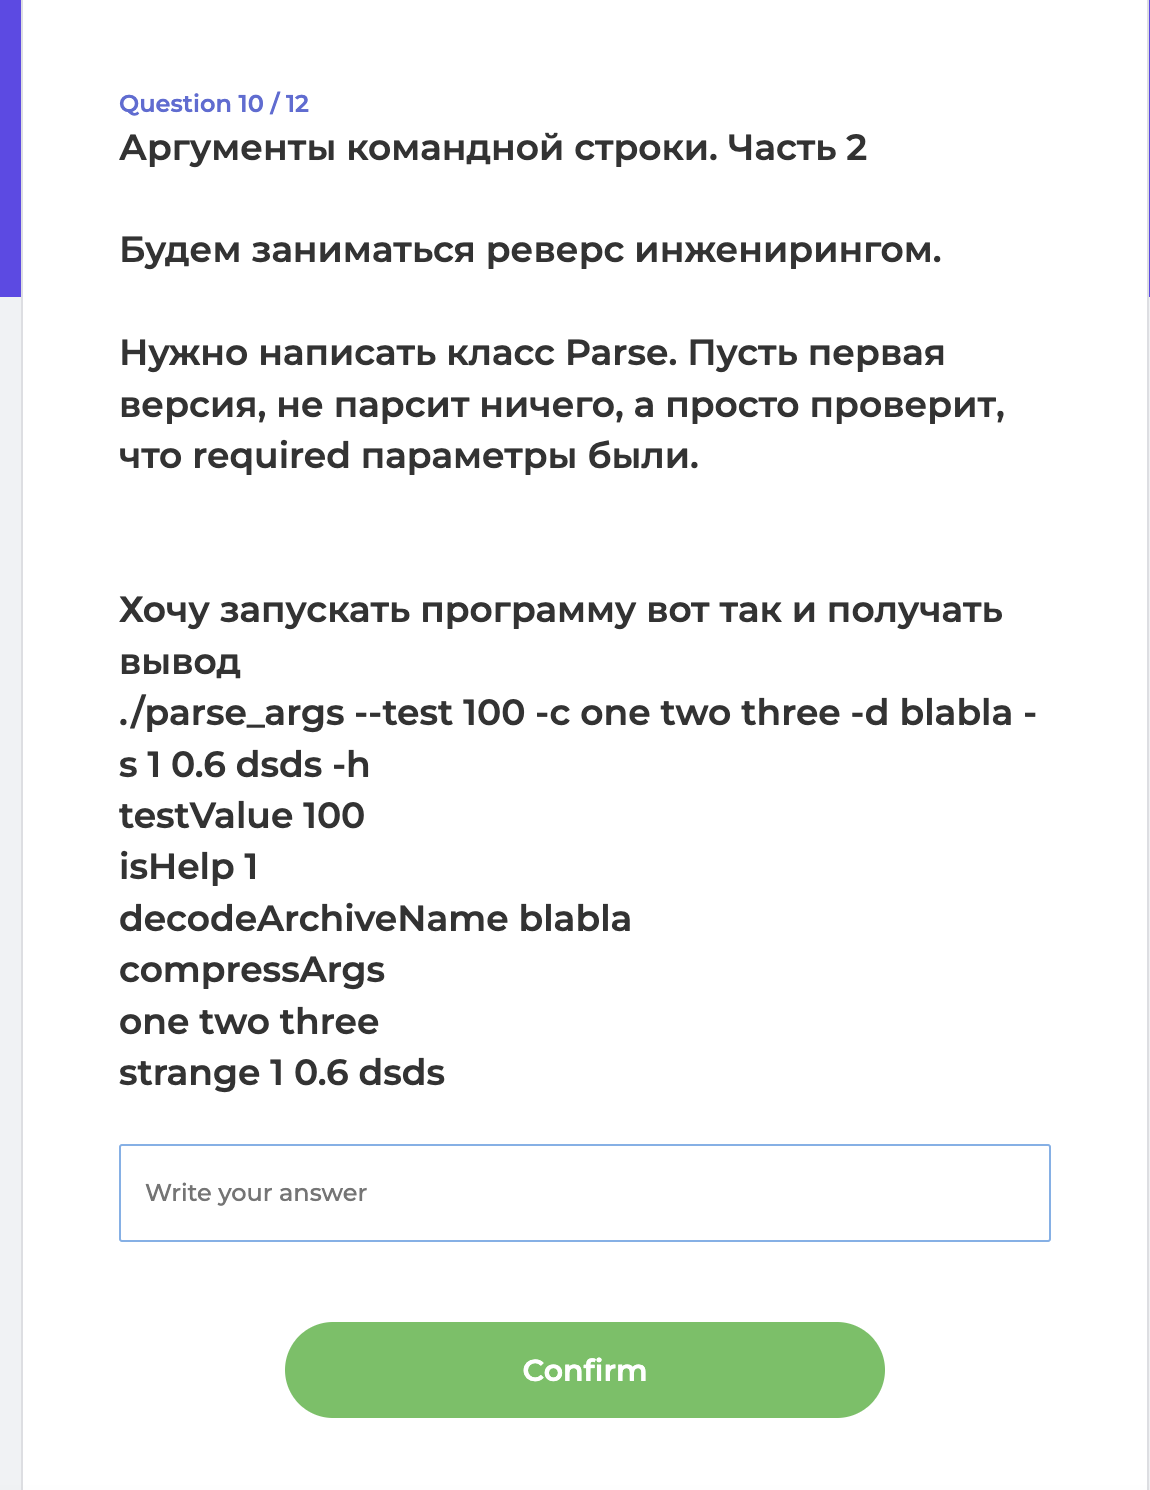 Question 10 / 12
Аргументы командной строки. Часть 2
Будем заниматься реверс инженирингом.
Нужно написать класс Parse. Пусть первая
версия, не парсит ничего, а просто проверит,
что required параметры были.
Хочу запускать программу вот так и получать
вывод
./parse_args --test 100 -c one two three -d blabla -
s 1 0.6 dsds -h
testValue 100
isHelp 1
decodeArchiveName blabla
compressArgs
one two three
strange 1 0.6 dsds
Write your answer
Confirm